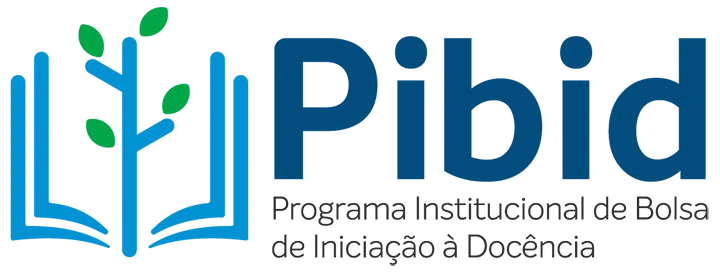 Pibid
Programa Institucional de Bolsa
de Iniciação à Docência